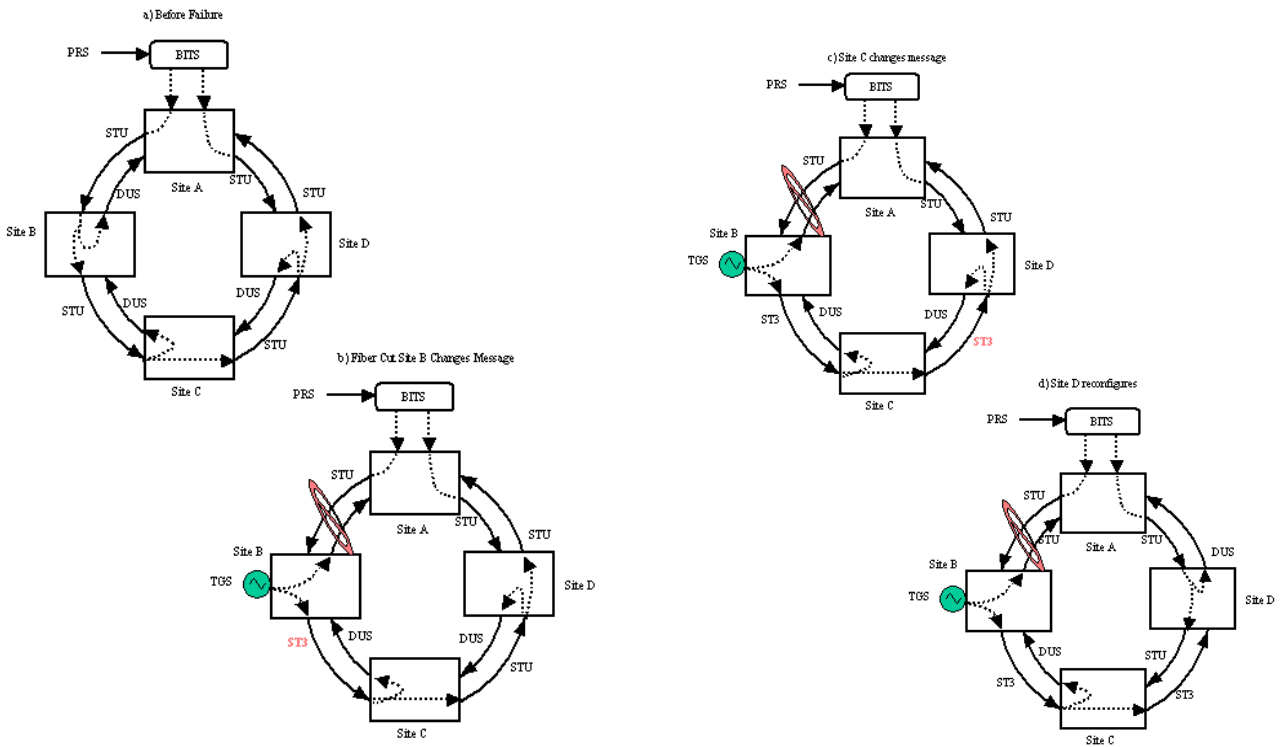 a) Before Failure
PRS
BITS
STU
DUS
STU
STU
Site A
Site B
Site D
STU
DUS
DUS
STU
Site C
b) Fiber Cut Site B Changes Message
PRS
BITS
STU
Site A
STU
STU
Site B
TGS
Site D
ST3
DUS
DUS
STU
Site C
c) Site C changes message
PRS
BITS
STU
Site A
STU
STU
Site B
TGS
Site D
ST3
DUS
DUS
ST3
Site C
d) Site D reconfigures
PRS
BITS
STU
Site A
STU
STU
DUS
Site B
TGS
Site D
ST3
DUS
STU
ST3
Site C